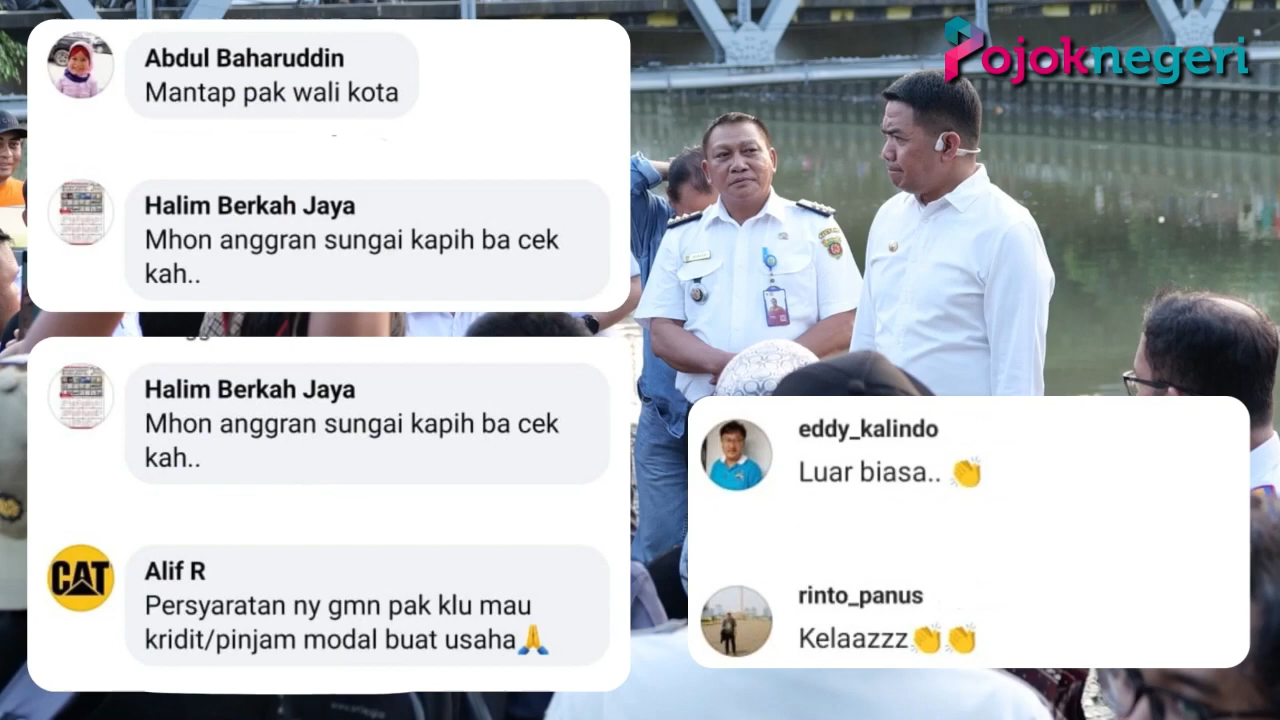 Pojoknegeri
Abdul Baharuddin
Mantap pak wali kota
Halim Berkah Jaya
Mhon anggran sungai kapih ba cek
kah..
Halim Berkah Jaya
Mhon anggran sungai kapih ba cek
kah..
CAT
Alif R
Persyaratan ny gmn pak klu mau
kridit/pinjam modal buat usaha🙏
eddy_kalindo
Luar biasa.. 👏
rinto_panus
Kelaazzz👏👏